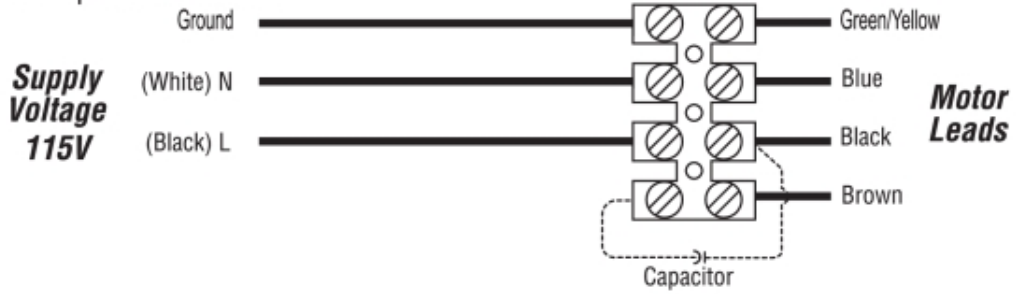 Ground
Green/Yellow
Supply
Voltage
115V
(White) N
Blue
(Black) L
Black
Motor
Leads
Brown
Capacitor